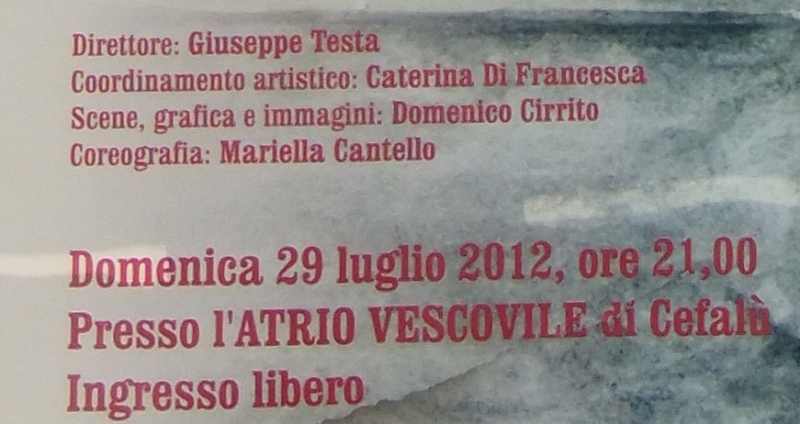 Direttore: Giuseppe Testa
Coordinamento artistico: Caterina Di Francesca
Scene, grafica e immagini: Domenico Cirrito
Coreografia: Mariella Cantello
Domenica 29 luglio 2012, ore 21,00
Presso l'ATRIO VESCOVILE di Cefalù
Ingresso libero